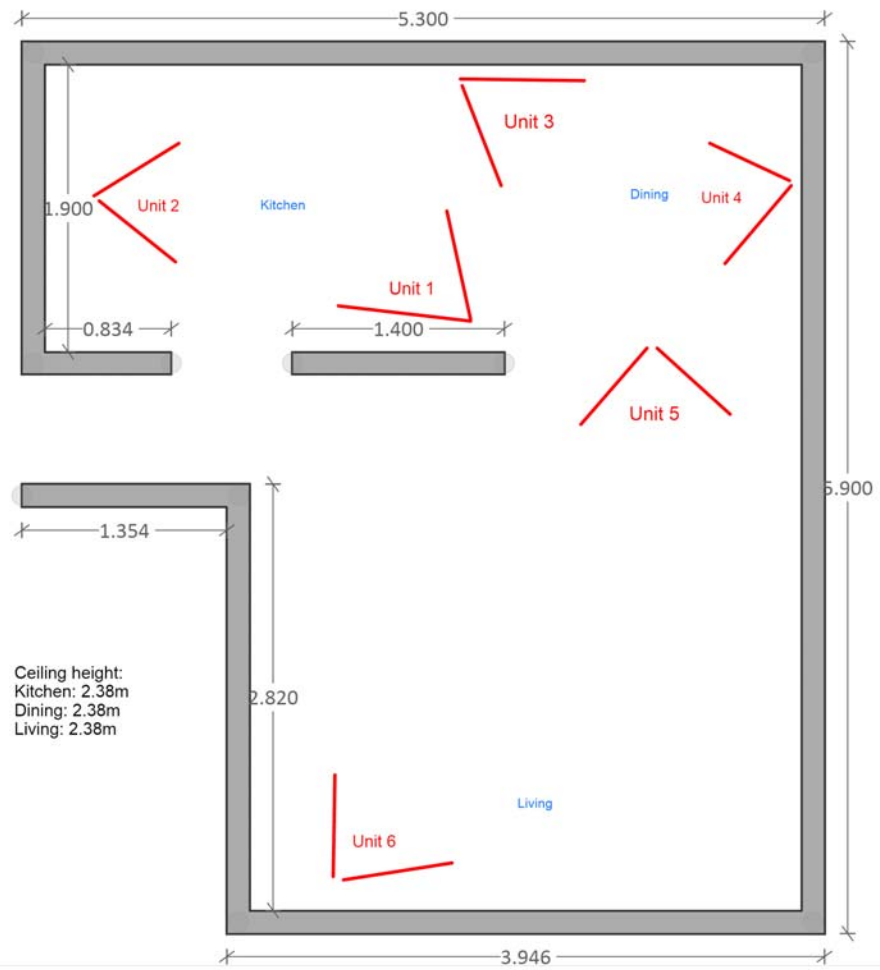 5.300
Unit 3
Unit 2
1.900
Kitchen
Dining
Unit 4
Unit 1
0.834
1.400
Unit 5
5.900
1.354
Ceiling height:
Kitchen: 2.38m
Dining: 2.38m
Living: 2.38m
2.820
Living
Unit 6
3.946